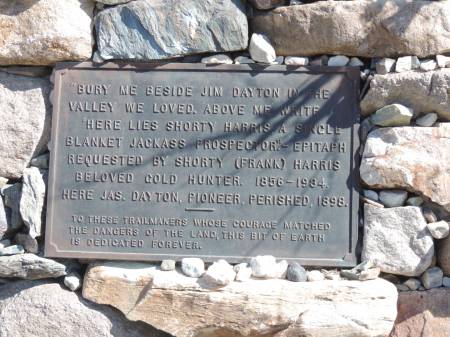 "BURY ME BESIDE JIM DAYTON IN THE
VALLEY WE LOVED. ABOVE ME WRITE:
'HERE LIES SHORTY HARRIS, A SINGLE
BLANKET JACKASS PROSPECTOR.'"-EPITAPH
REQUESTED BY SHORTY (FRANK) HARRIS
BELOVED GOLD HUNTER. 1856-1934.
HERE JAS. DAYTON, PIONEER, PERISHED, 1898.
TO THESE TRAILMAKERS WHOSE COURAGE MATCHED
THE DANGERS OF THE LAND, THIS BIT OF EARTH
IS DEDICATED FOREVER.